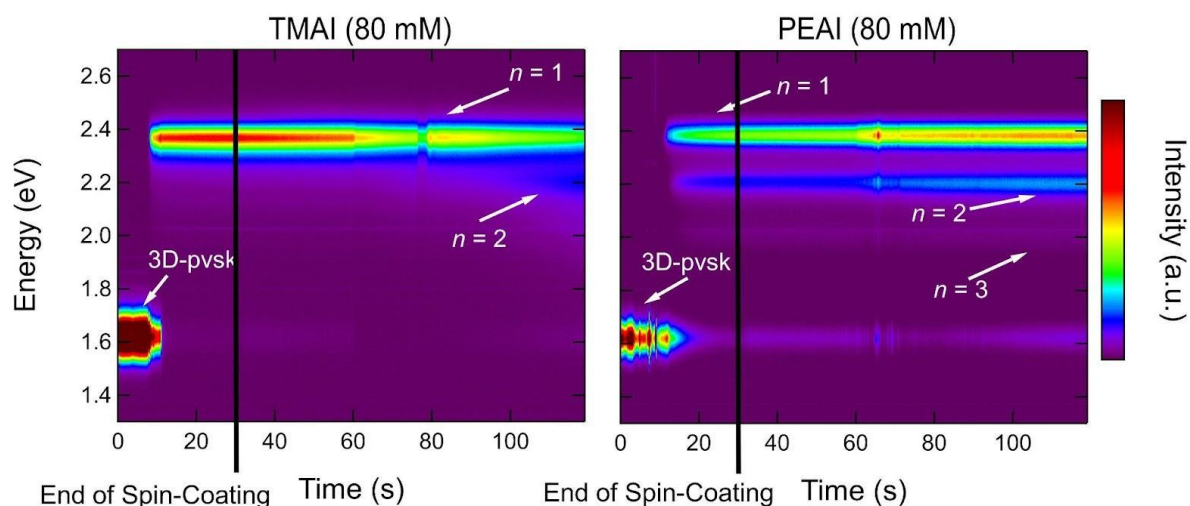 TMAI (80 mM)
PEAI (80 mM)
2.6
2.4
2.2
2.0
1.8
1.6
1.4
Energy (eV)
n = 1
n = 2
3D-pvsk
n = 1
n = 2
n = 3
3D-pvsk
0 20 40 60 80 100
0 20 40 60 80 100
End of Spin-Coating
Time (s)
End of Spin-Coating
Time (s)
Intensity (a.u.)